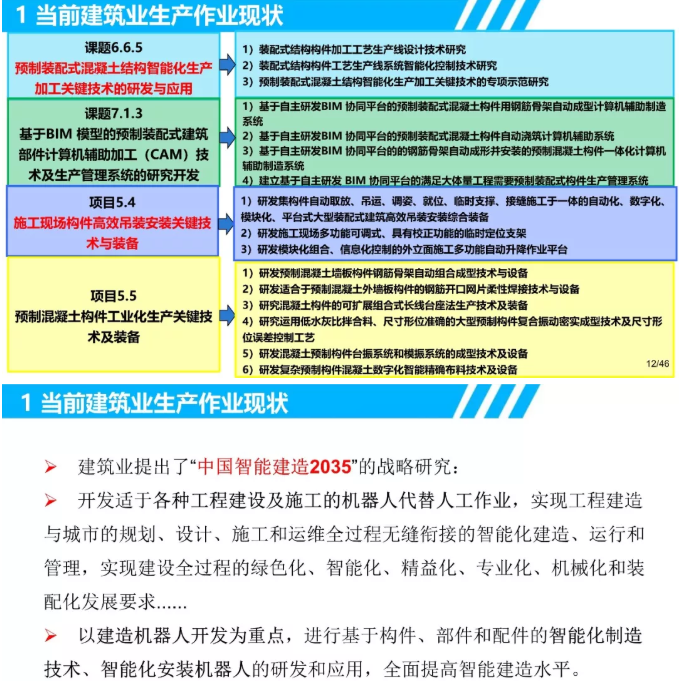 1 当前建筑业生产作业现状
课题6.6.5
预制装配式混凝土结构智能化生产
加工关键技术的研发与应用
1）装配式结构构件加工工艺生产线设计技术研究
2）装配式结构构件工艺生产线系统智能化控制技术研究
3）预制装配式混凝土结构智能化生产加工关键技术的专项示范研究
课题7.1.3
基于BIM 模型的预制装配式建筑
部件计算机辅助加工（CAM）技
术及生产管理系统的研究开发
1）基于自主研发BIM 协同平台的预制装配式混凝土构件用钢筋骨架自动成型计算机辅助制造
系统
2）基于自主研发BIM 协同平台的预制装配式混凝土构件自动浇筑计算机辅助系统
3）基于自主研发BIM 协同平台的的钢筋骨架自动成形并安装的预制混凝土构件一体化计算机
辅助制造系统
4）建立基于自主研发 BIM 协同平台的满足大体量工程需要预制装配式构件生产管理系统
项目5.4
施工现场构件高效吊装安装关键技
术与装备
1）研发集构件自动取放、吊运、调姿、就位、临时支撑、接缝施工于一体的自动化、数字化、
模块化、平台式大型装配式建筑高效吊装安装综合装备
2）研发施工现场多功能可调式、具有校正功能的临时定位支架
3）研发模块化组合、信息化控制的外立面施工多功能自动升降作业平台
项目5.5
预制混凝土构件工业化生产关键技
术及装备
1）研发预制混凝土墙板构件钢筋骨架自动组合成型技术与设备
2）研发适合于预制混凝土外墙板构件的钢筋开口网片柔性焊接技术与设备
3）研究混凝土构件的可扩展组合式长线台座法生产技术及装备
4）研究运用低水灰比拌合料、尺寸形位准确的大型预制构件复合振动密实成型技术及尺寸形
位误差控制工艺
5）研发混凝土预制构件台振系统和模振系统的成型技术及设备
6）研发复杂预制构件混凝土数字化智能精确布料技术及设备
12/46
1 当前建筑业生产作业现状
➢ 建筑业提出了“中国智能建造2035”的战略研究：
➢ 开发适于各种工程建设及施工的机器人代替人工作业，实现工程建造
与城市的规划、设计、施工和运维全过程无缝衔接的智能化建造、运行和
管理，实现建设全过程的绿色化、智能化、精益化、专业化、机械化和装
配化发展要求......
➢ 以建造机器人开发为重点，进行基于构件、部件和配件的智能化制造
技术、智能化安装机器人的研发和应用，全面提高智能建造水平。